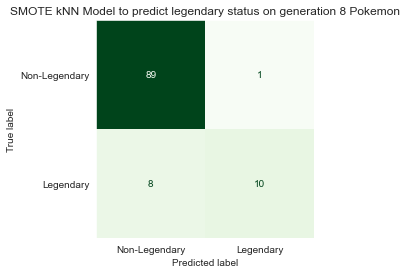 SMOTE kNN Model to predict legendary status on generation 8 Pokemon
True label
Non-Legendary
89
1
Legendary
8
10
Non-Legendary
Legendary
Predicted label